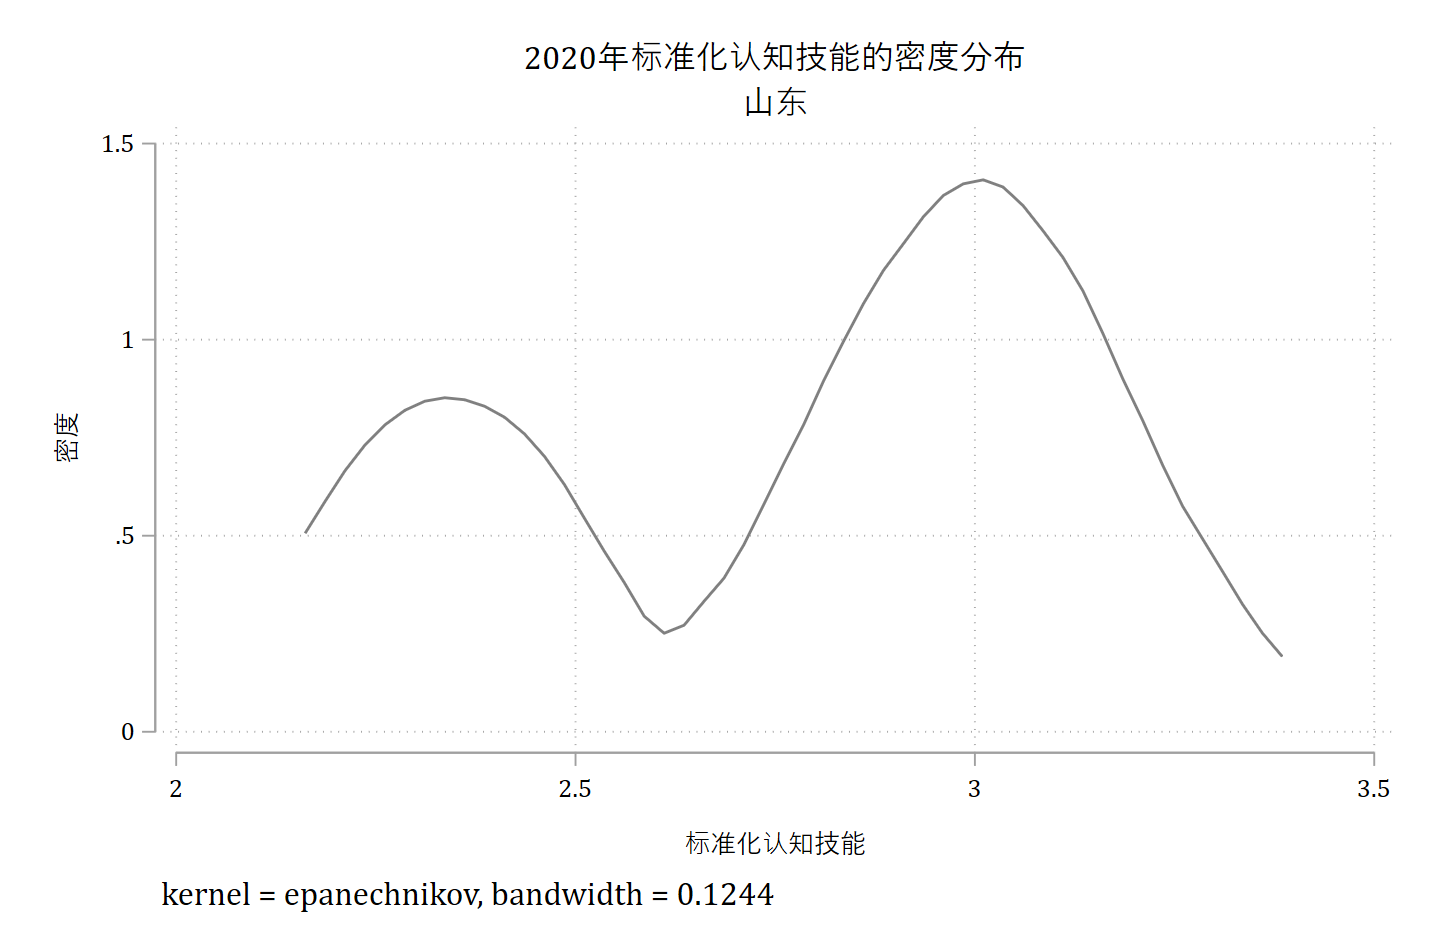 2020年标准化认知技能的密度分布
山东
1.5
1
.5
0
密度
2 2.5 3 3.5
标准化认知技能
kernel = epanechnikov, bandwidth = 0.1244